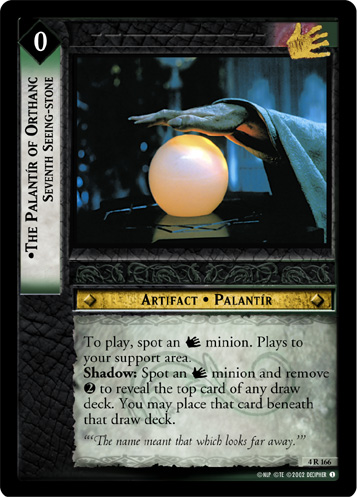 0
•The Palantír of Orthanc
Seventh Seeing-stone
Artifact • Palantír
To play, spot an minion. Plays to
your support area.
Shadow: Spot an minion and remove
2 to reveal the top card of any draw
deck. You may place that card beneath
that draw deck.
“‘The name meant that which looks far away.’”
4 R 166
©NLP ©TE ©2002 DECIPHER